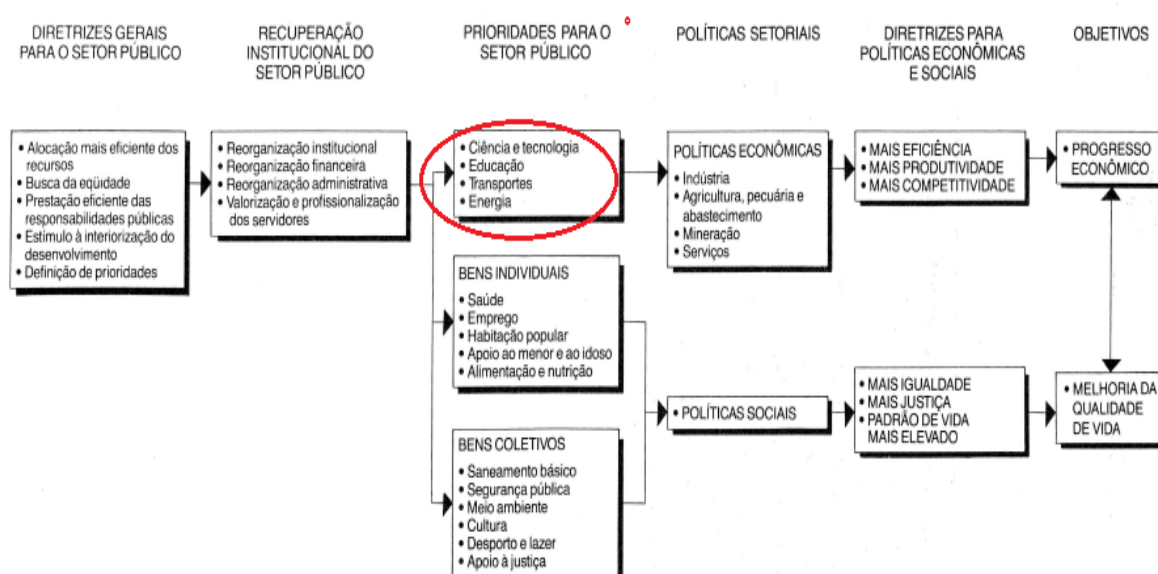 DIRETRIZES GERAIS
PARA O SETOR PÚBLICO
RECUPERAÇÃO
INSTITUCIONAL DO
SETOR PÚBLICO
PRIORIDADES PARA O
SETOR PÚBLICO
POLÍTICAS SETORIAIS
DIRETRIZES PARA
POLÍTICAS ECONÔMICAS
E SOCIAIS
OBJETIVOS
• Alocação mais eficiente dos
recursos
• Busca da eqüidade
• Prestação eficiente das
responsabilidades públicas
• Estímulo à interiorização do
desenvolvimento
• Definição de prioridades
• Reorganização institucional
• Reorganização financeira
• Reorganização administrativa
• Valorização e profissionalização
dos servidores
• Ciência e tecnologia
• Educação
• Transportes
• Energia
BENS INDIVIDUAIS
• Saúde
• Emprego
• Habitação popular
• Apoio ao menor e ao idoso
• Alimentação e nutrição
BENS COLETIVOS
• Saneamento básico
• Segurança pública
• Meio ambiente
• Cultura
• Desporto e lazer
• Apoio à justiça
POLÍTICAS ECONÔMICAS
• Indústria
• Agricultura, pecuária e
abastecimento
• Mineração
• Serviços
• POLÍTICAS SOCIAIS
• MAIS EFICIÊNCIA
• MAIS PRODUTIVIDADE
• MAIS COMPETITIVIDADE
• MAIS IGUALDADE
• MAIS JUSTIÇA
• PADRÃO DE VIDA
MAIS ELEVADO
• PROGRESSO
ECONÔMICO
• MELHORIA DA
QUALIDADE
DE VIDA